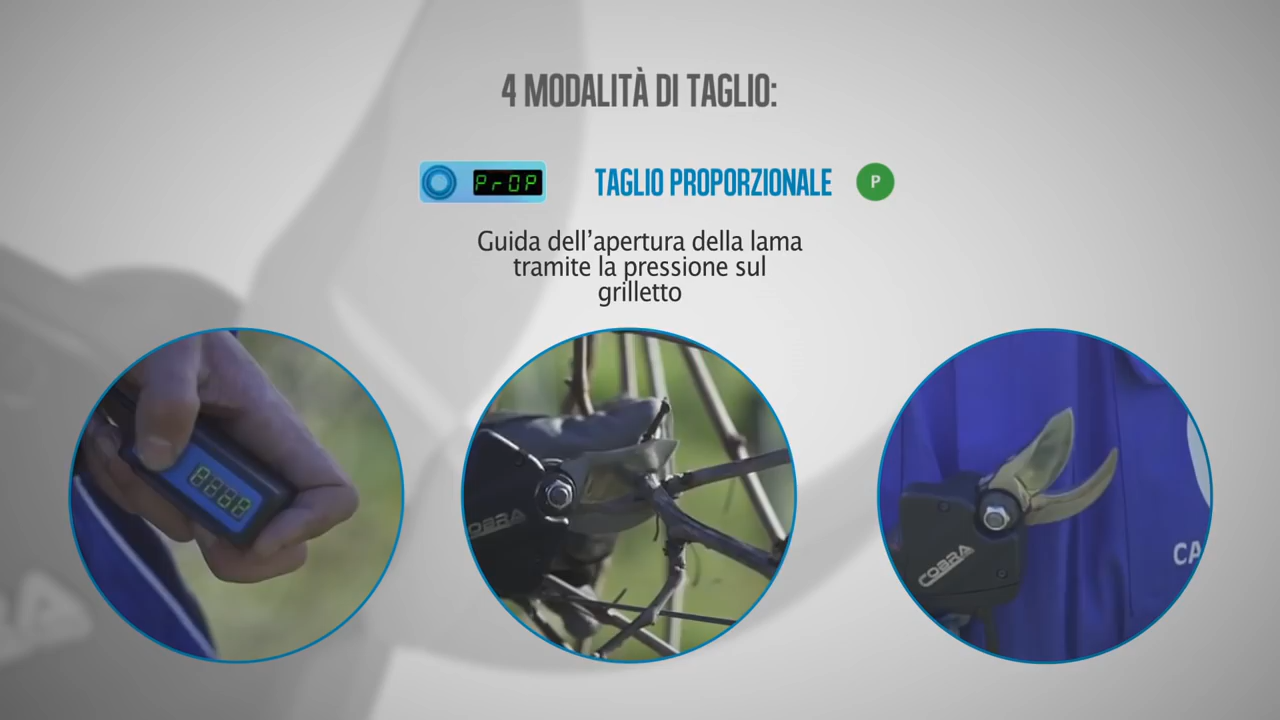 4 MODALITÀ DI TAGLIO:
PrOP TAGLIO PROPORZIONALE P
Guida dell’apertura della lama
tramite la pressione sul
grilletto
COBRA
COBRA
CA